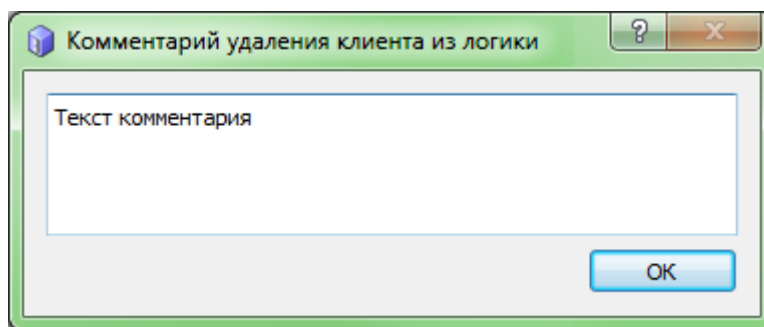 Комментарий удаления клиента из логики
Текст комментария
OK